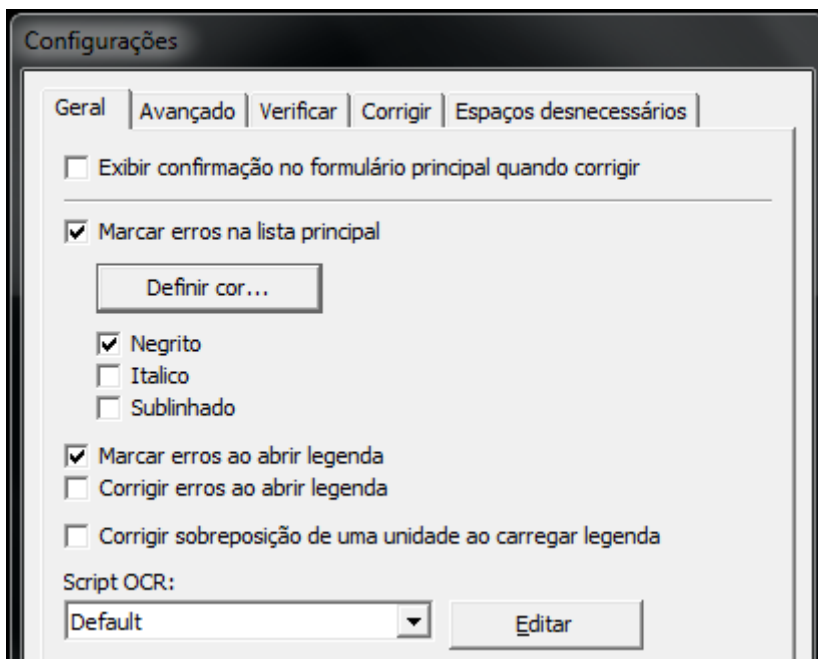 Configurações
Geral Avançado Verificar Corrigir Espaços desnecessários
Exibir confirmação no formulário principal quando corrigir
Marcar erros na lista principal
Definir cor...
Negrito
Italico
Sublinhado
Marcar erros ao abrir legenda
Corrigir erros ao abrir legenda
Corrigir sobreposição de uma unidade ao carregar legenda
Script OCR:
Default Editar